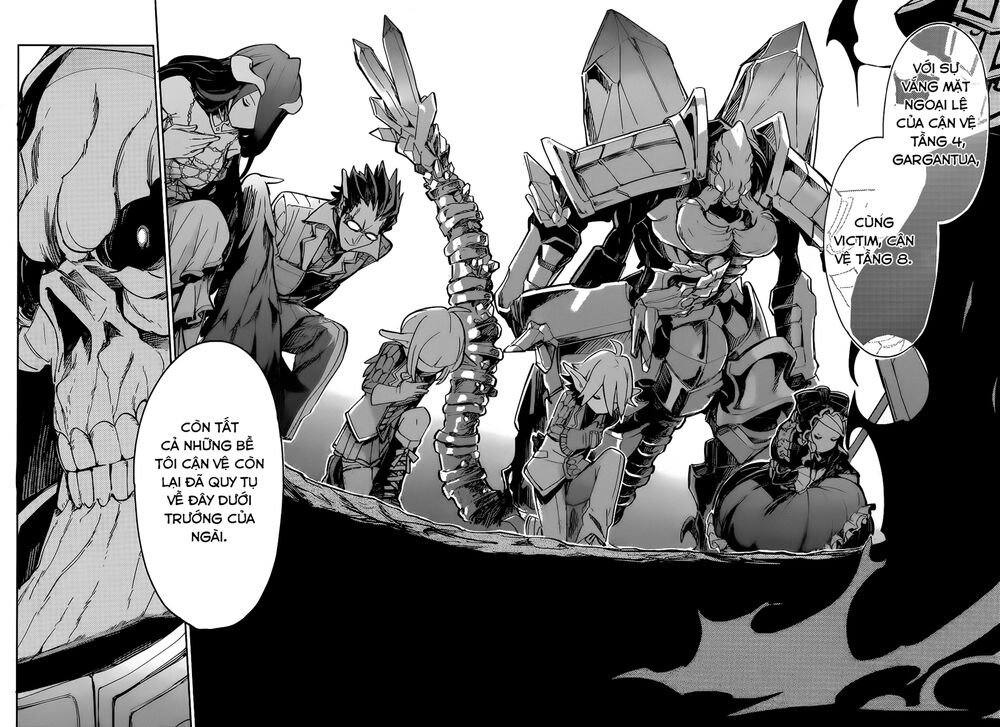 VỚI SỰ
VẮNG MẶT
NGOẠI LỆ
CỦA CẬN VỆ
TẦNG 4,
GARGANTUA,
CÙNG
VICTIM, CẬN
VỆ TẦNG 8.
CÒN TẤT
CẢ NHỮNG BỀ
TÔI CẬN VỆ CÒN
LẠI ĐÃ QUY TỤ
VỀ ĐÂY DƯỚI
TRƯỚNG CỦA
NGÀI.